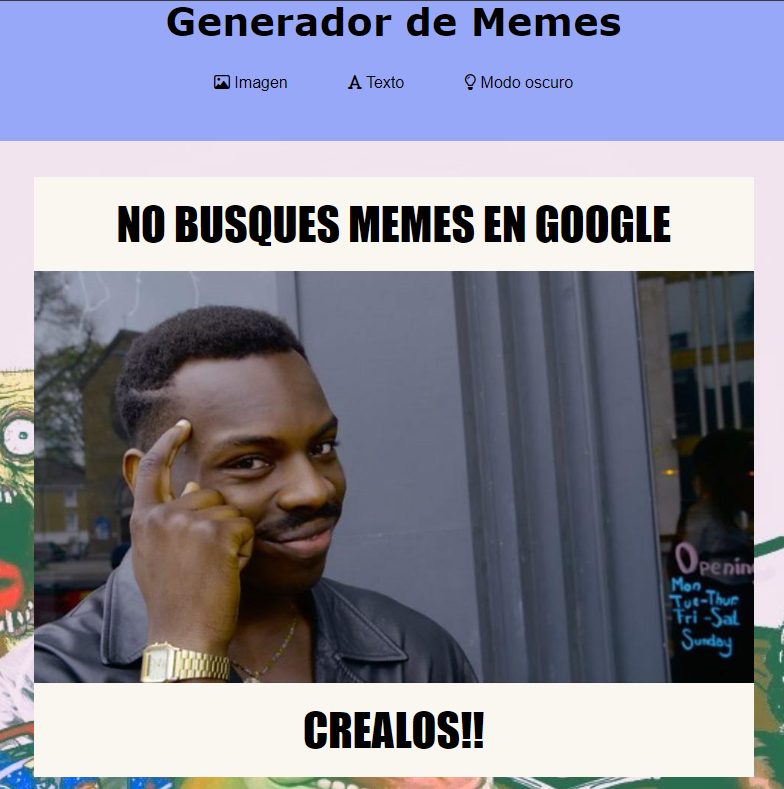 Generador de Memes
Imagen
Texto
Modo oscuro
NO BUSQUES MEMES EN GOOGLE
Opening
Mon
Tue-Thur
Fri -Sat
Sunday
CREALOS!!